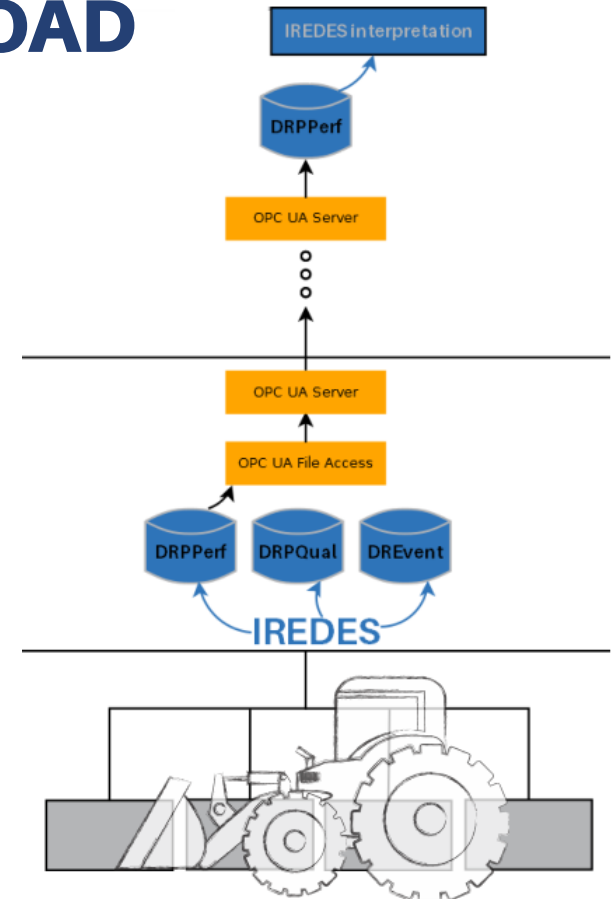 OAD
IREDES interpretation
DRPPerf
OPC UA Server
OPC UA Server
OPC UA File Access
DRPPerf DRPQual DREvent
IREDES